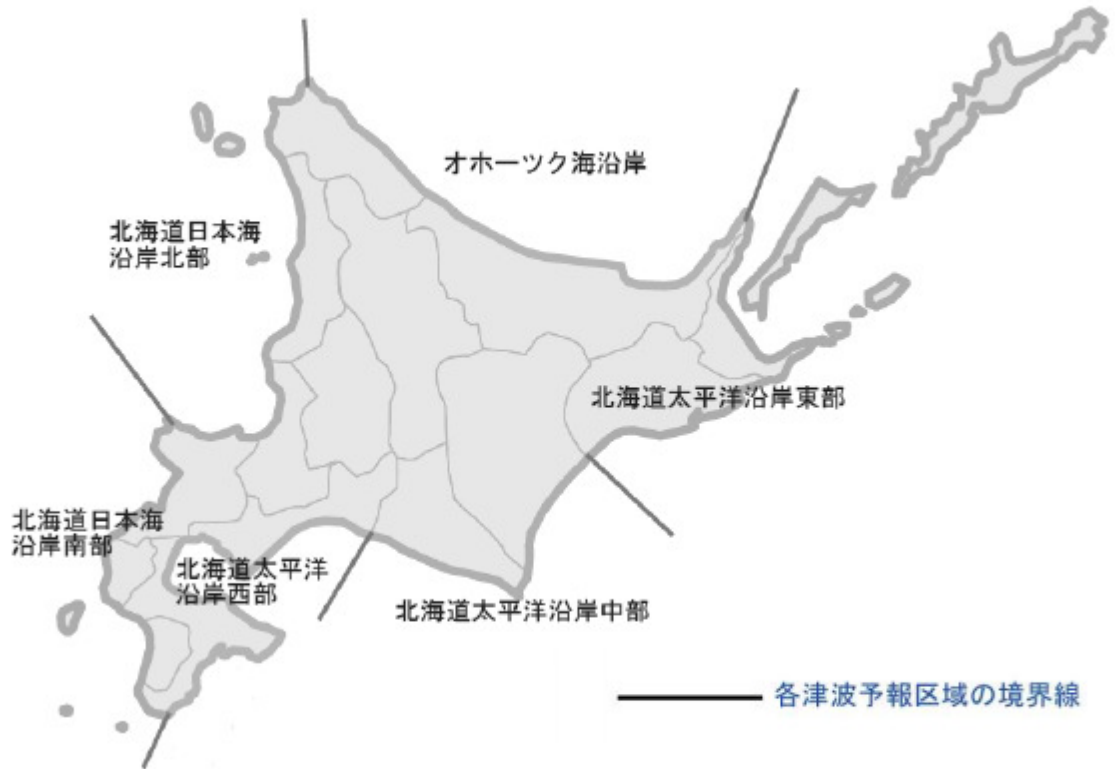 オホーツク海沿岸
北海道日本海
沿岸北部
北海道太平洋沿岸東部
北海道日本海
沿岸南部
北海道太平洋
沿岸西部
北海道太平洋沿岸中部
各津波予報区域の境界線